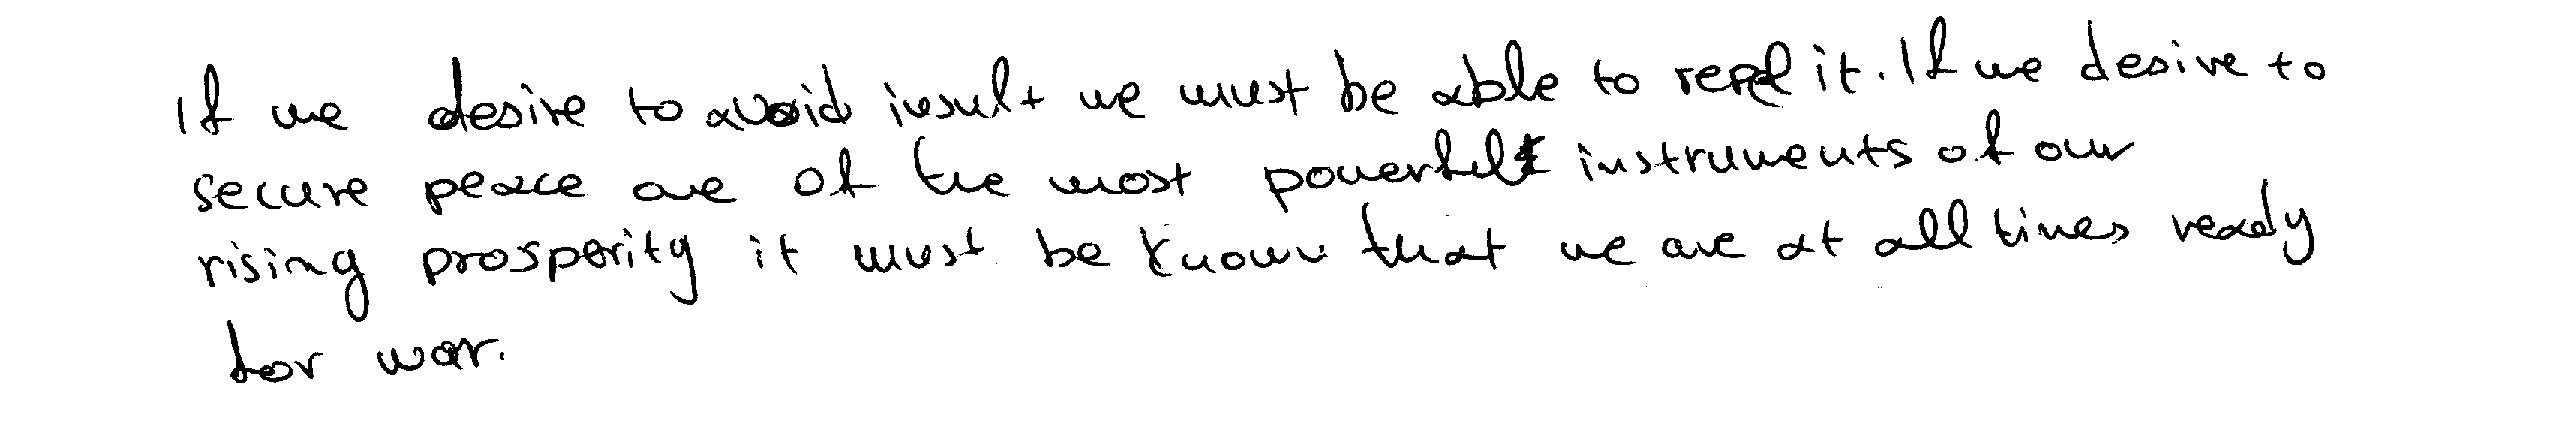 If we desire to avoid insult we must be able to repel it. If we desire to
secure peace one of the most powerful instruments of our
rising prosperity it must be known that we are at all times ready
for war.